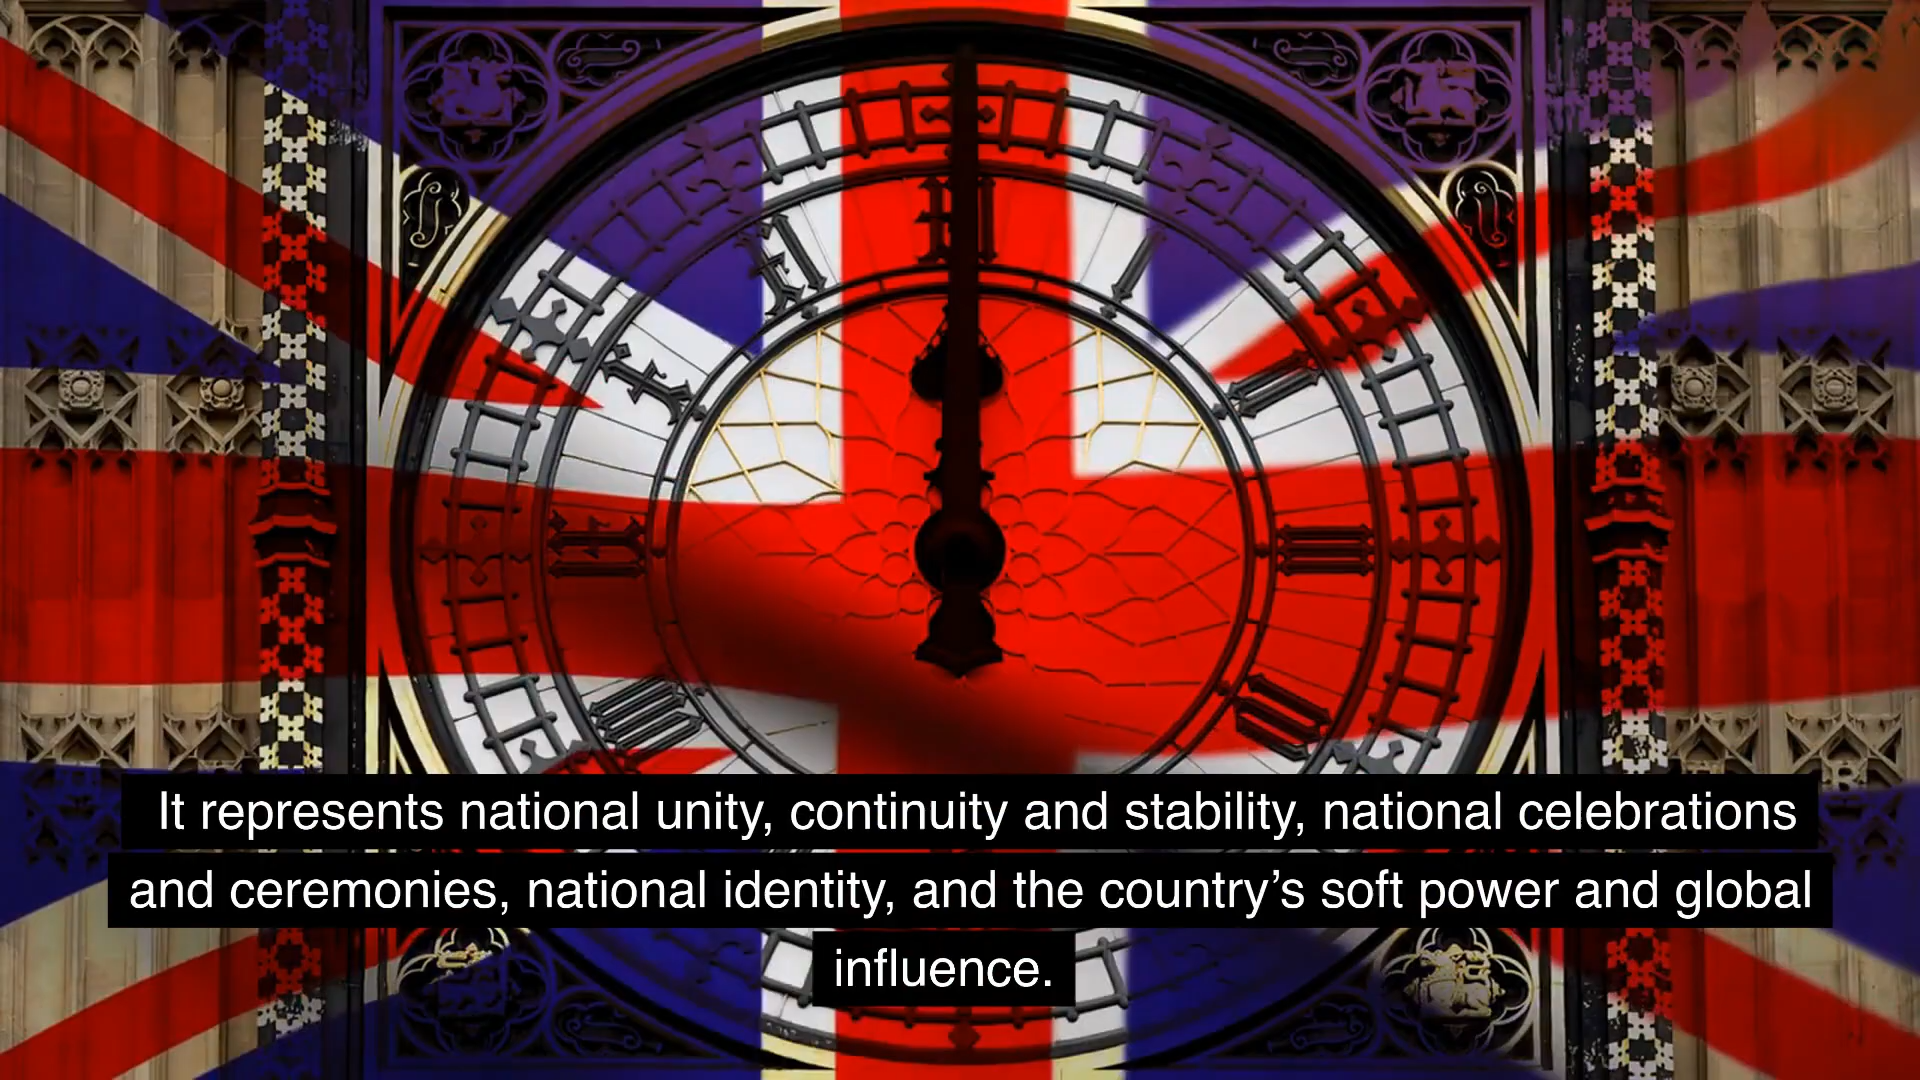 It represents national unity, continuity and stability, national celebrations
and ceremonies, national identity, and the country’s soft power and global
influence.